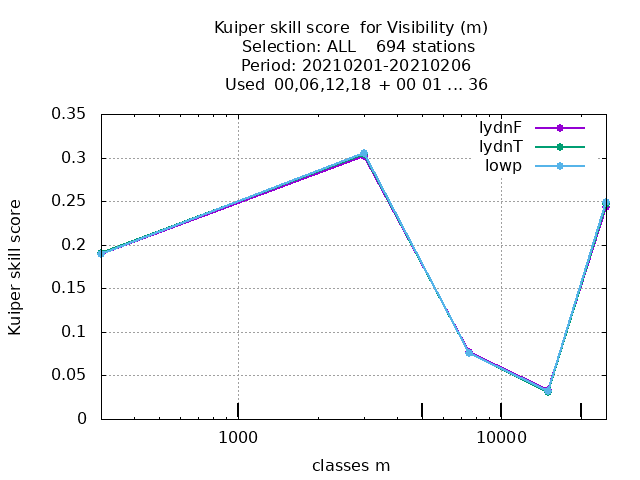 Kuiper skill score  for Visibility (m)
Selection: ALL    694 stations
Period: 20210201-20210206
Used  00,06,12,18  + 00 01 ... 36
0.35
0.3
0.25
0.2
0.15
0.1
0.05
0
lydnF
lydnT
lowp
Kuiper skill score
1000
10000
classes m